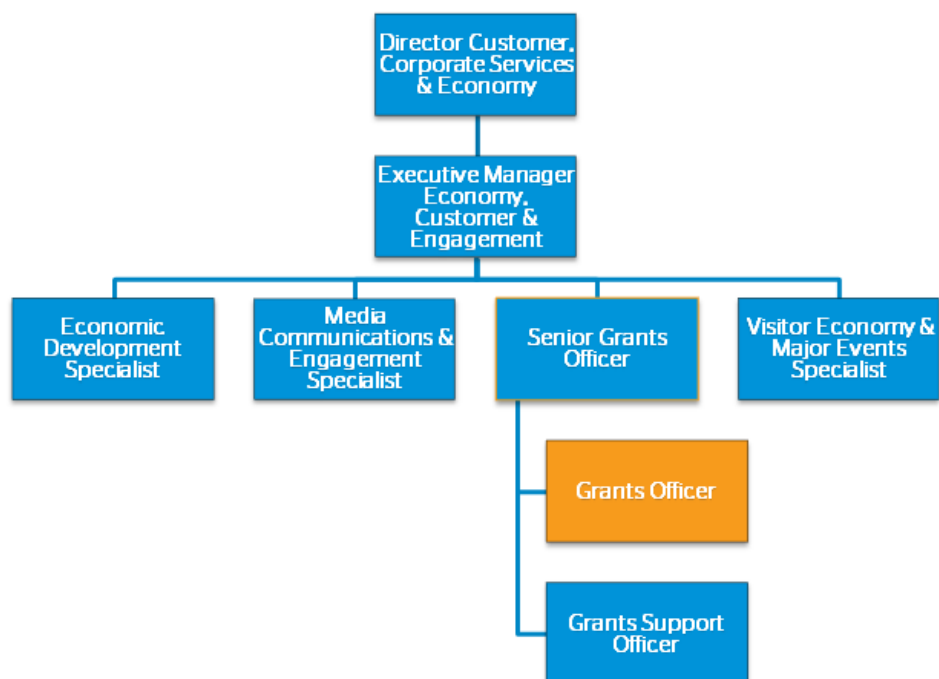 Director Customer,
Corporate Services
& Economy
Executive Manager
Economy,
Customer &
Engagement
Economic
Development
Specialist
Media
Communications &
Engagement
Specialist
Senior Grants
Officer
Visitor Economy &
Major Events
Specialist
Grants Officer
Grants Support
Officer